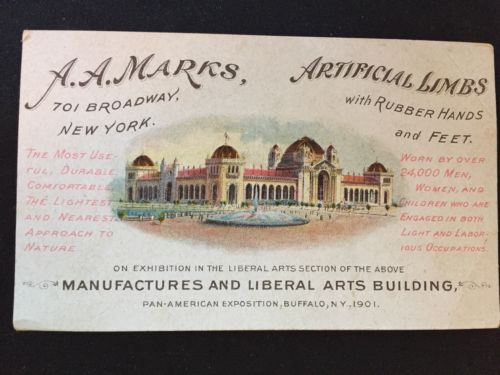 A. A. MARKS,
701 BROADWAY,
NEW YORK.
ARTIFICIAL LIMBS
with RUBBER HANDS
and FEET.
THE MOST USE-
FUL, DURABLE,
COMFORTABLE,
THE LIGHTEST
AND NEAREST
APPROACH TO
NATURE.
WORN BY OVER
24,000 MEN,
WOMEN, AND
CHILDREN WHO ARE
ENGAGED IN BOTH
LIGHT AND LABOR-
IOUS OCCUPATIONS.
ON EXHIBITION IN THE LIBERAL ARTS SECTION OF THE ABOVE
MANUFACTURES AND LIBERAL ARTS BUILDING,
PAN-AMERICAN EXPOSITION, BUFFALO, N.Y., 1901.